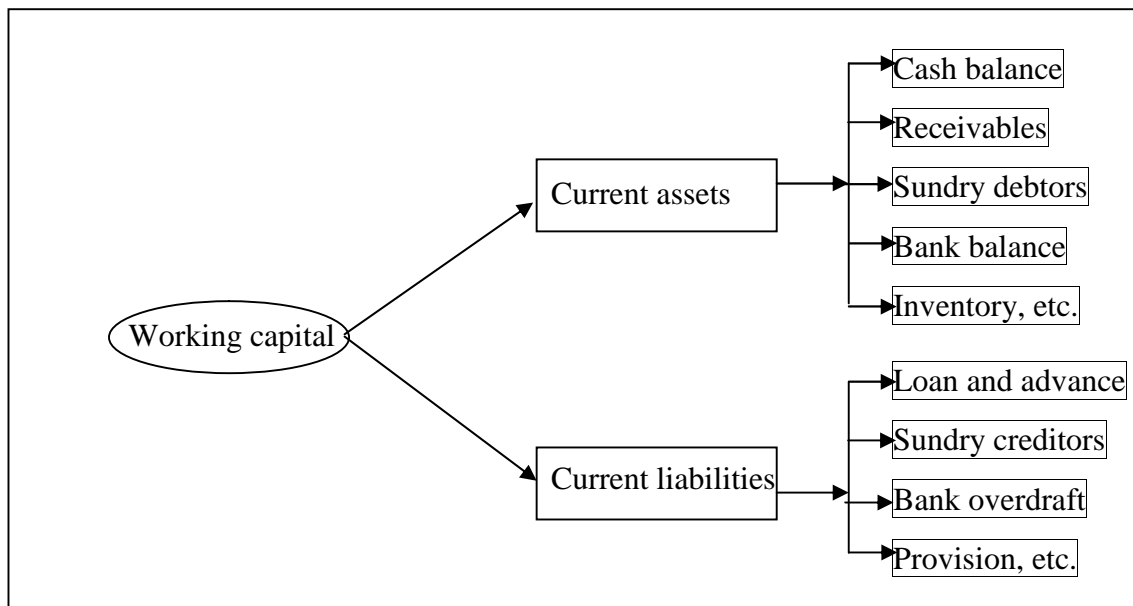 Working capital
Current assets
Cash balance
Receivables
Sundry debtors
Bank balance
Inventory, etc.
Current liabilities
Loan and advance
Sundry creditors
Bank overdraft
Provision, etc.